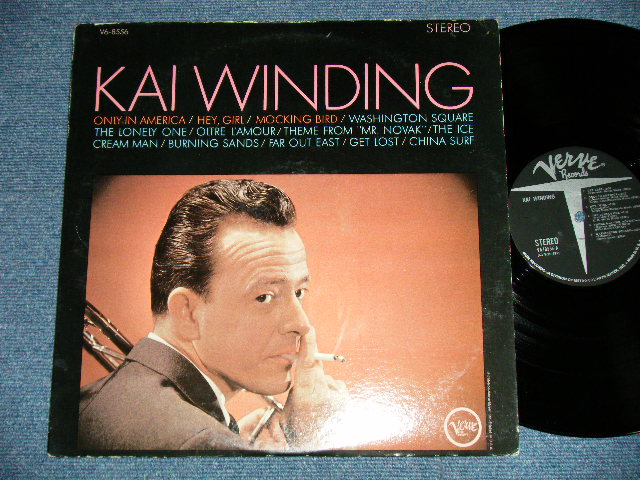 V6-8556
STEREO
KAI WINDING
ONLY IN AMERICA / HEY, GIRL / MOCKING BIRD / WASHINGTON SQUARE
THE LONELY ONE / OITRE L'AMOUR / THEME FROM "MR. NOVAK" / THE ICE
CREAM MAN / BURNING SANDS / FAR OUT EAST / GET LOST / CHINA SURF
VERVE
Verve
Records
KAI WINDING
STEREO